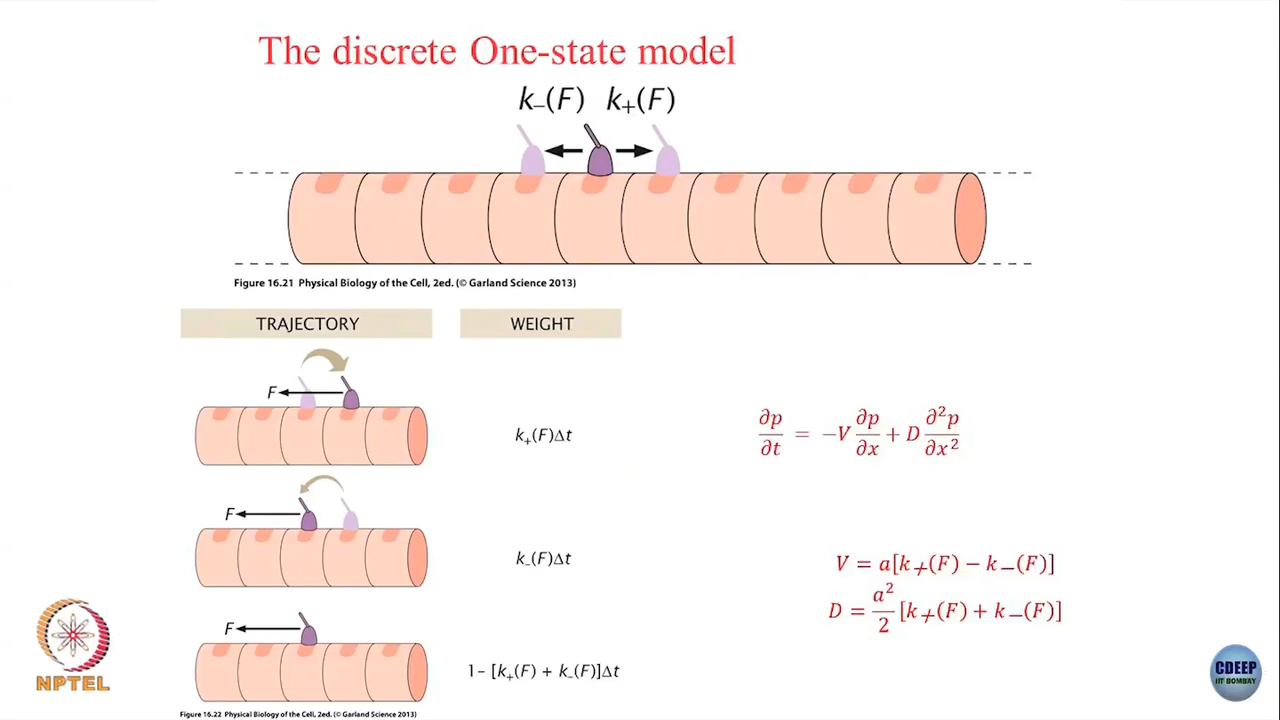 The discrete One-state model
k₋(F) k₊(F)
Figure 16.21 Physical Biology of the Cell, 2ed. (© Garland Science 2013)
TRAJECTORY WEIGHT
F
k₊(F)Δt
∂p/∂t = −V ∂p/∂x + D ∂²p/∂x²
F
k₋(F)Δt
V = a[k₊(F) − k₋(F)]
D = a²/2 [k₊(F) + k₋(F)]
F
1– [k₊(F) + k₋(F)]Δt
NPTEL
CDEEP
IIT BOMBAY
Figure 16.22 Physical Biology of the Cell, 2ed. (© Garland Science 2013)